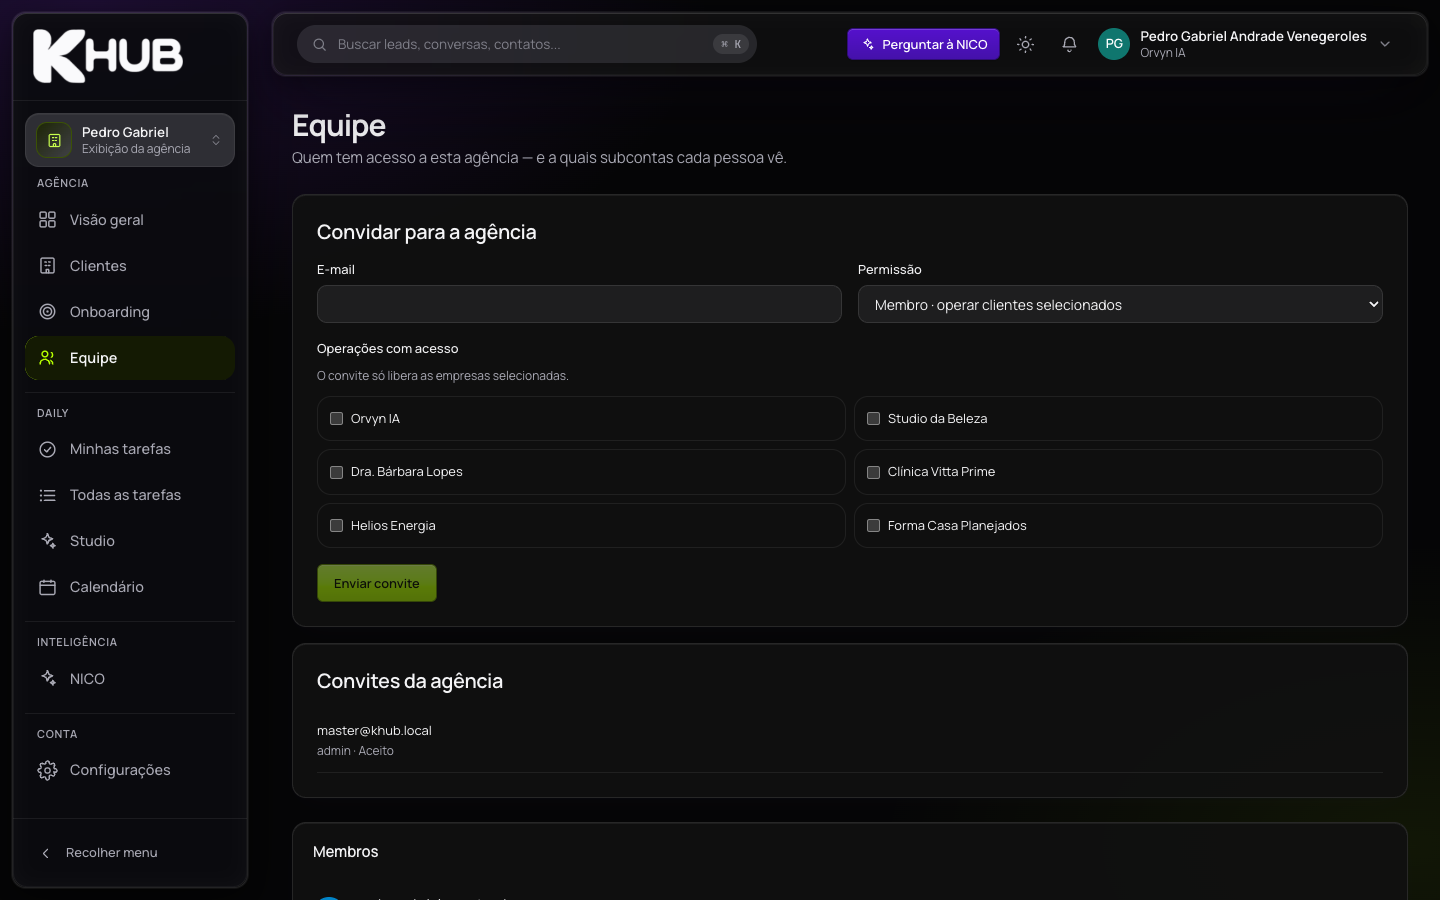 KHUB
Buscar leads, conversas, contatos...
⌘ K
Perguntar à NICO
PG
Pedro Gabriel Andrade Venegeroles
Orvyn IA
Pedro Gabriel
Exibição da agência
AGÊNCIA
Visão geral
Clientes
Onboarding
Equipe
DAILY
Minhas tarefas
Todas as tarefas
Studio
Calendário
INTELIGÊNCIA
NICO
CONTA
Configurações
Recolher menu
Equipe
Quem tem acesso a esta agência — e a quais subcontas cada pessoa vê.
Convidar para a agência
E-mail
Permissão
Membro · operar clientes selecionados
Operações com acesso
O convite só libera as empresas selecionadas.
Orvyn IA
Studio da Beleza
Dra. Bárbara Lopes
Clínica Vitta Prime
Helios Energia
Forma Casa Planejados
Enviar convite
Convites da agência
master@khub.local
admin · Aceito
Membros